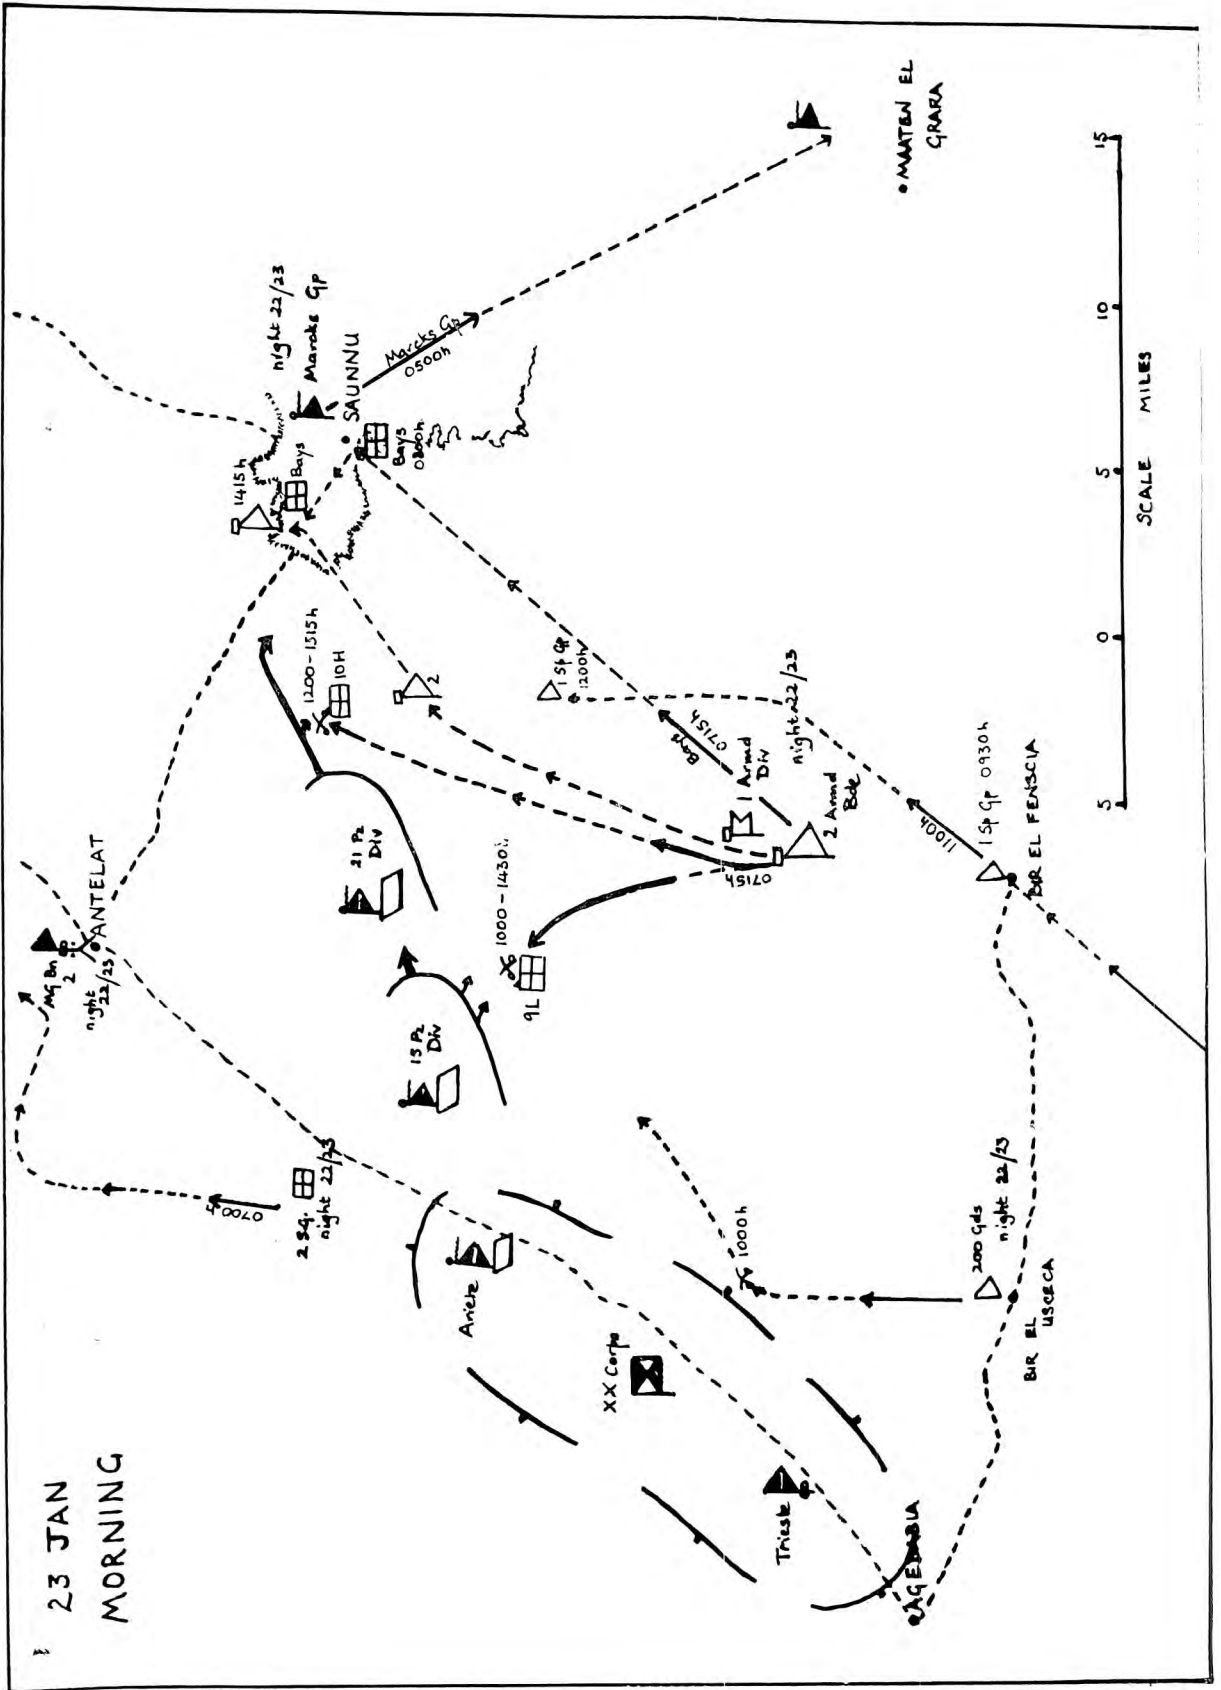 23 JAN
MORNING
MG Bn
2
night
22/23
ANTELAT
0700h
2 Sq.
night 22/23
1415h
Bays
night 22/23
Marcks Gp
SAUNNU
Marcks Gp
0500h
Bays
0800h
1200-1515h
10H
21 Pz
Div
15 Pz
Div
2
1000-1430h
9L
1 Sp Gp
1200h
Bays
0715h
0715h
1 Armd
Div
2 Armd
Bde
night 22/23
Ariete
XX Corps
Trieste
AGEDABIA
1000h
200 Gds
night 22/23
BIR EL
USCERCA
1100h
1 Sp Gp 0930h
BIR EL FENSCIA
MAATEN EL
GRARA
5
0
5
10
15
SCALE MILES